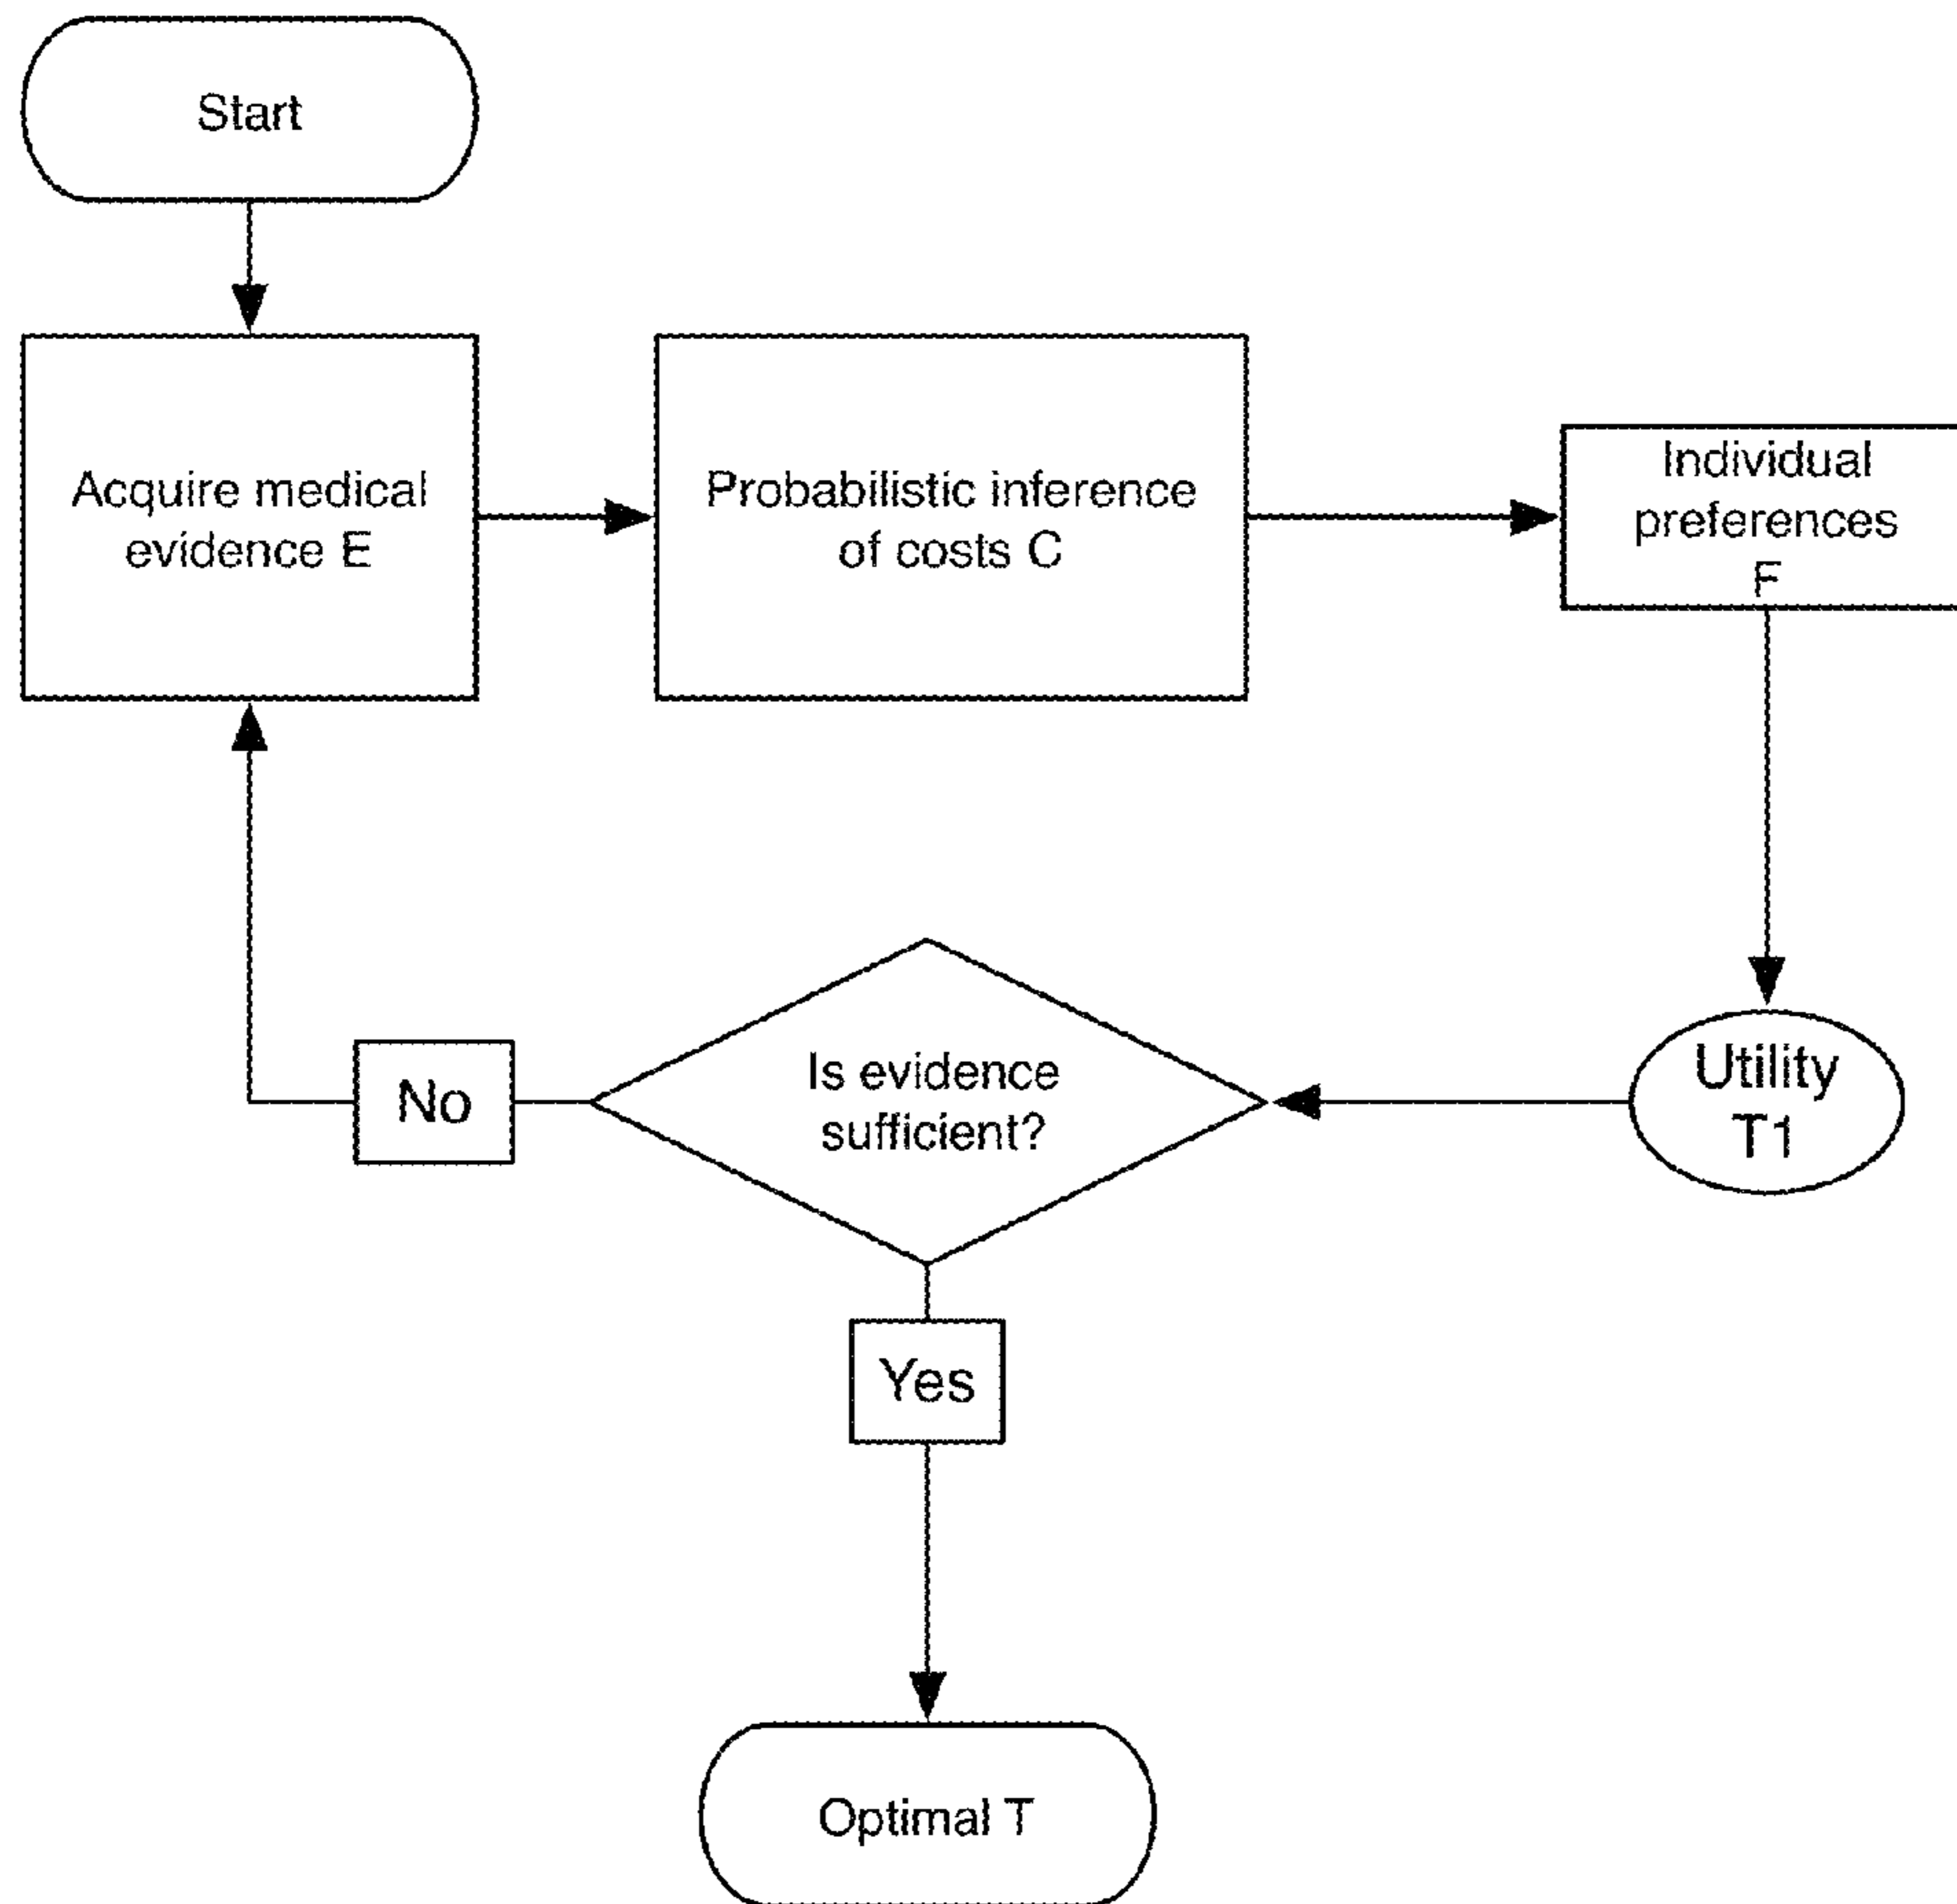 Start
Acquire medical
evidence E
Probabilistic inference
of costs C
Individual
preferences
F
Utility
T1
Is evidence
sufficient?
No
Yes
Optimal T